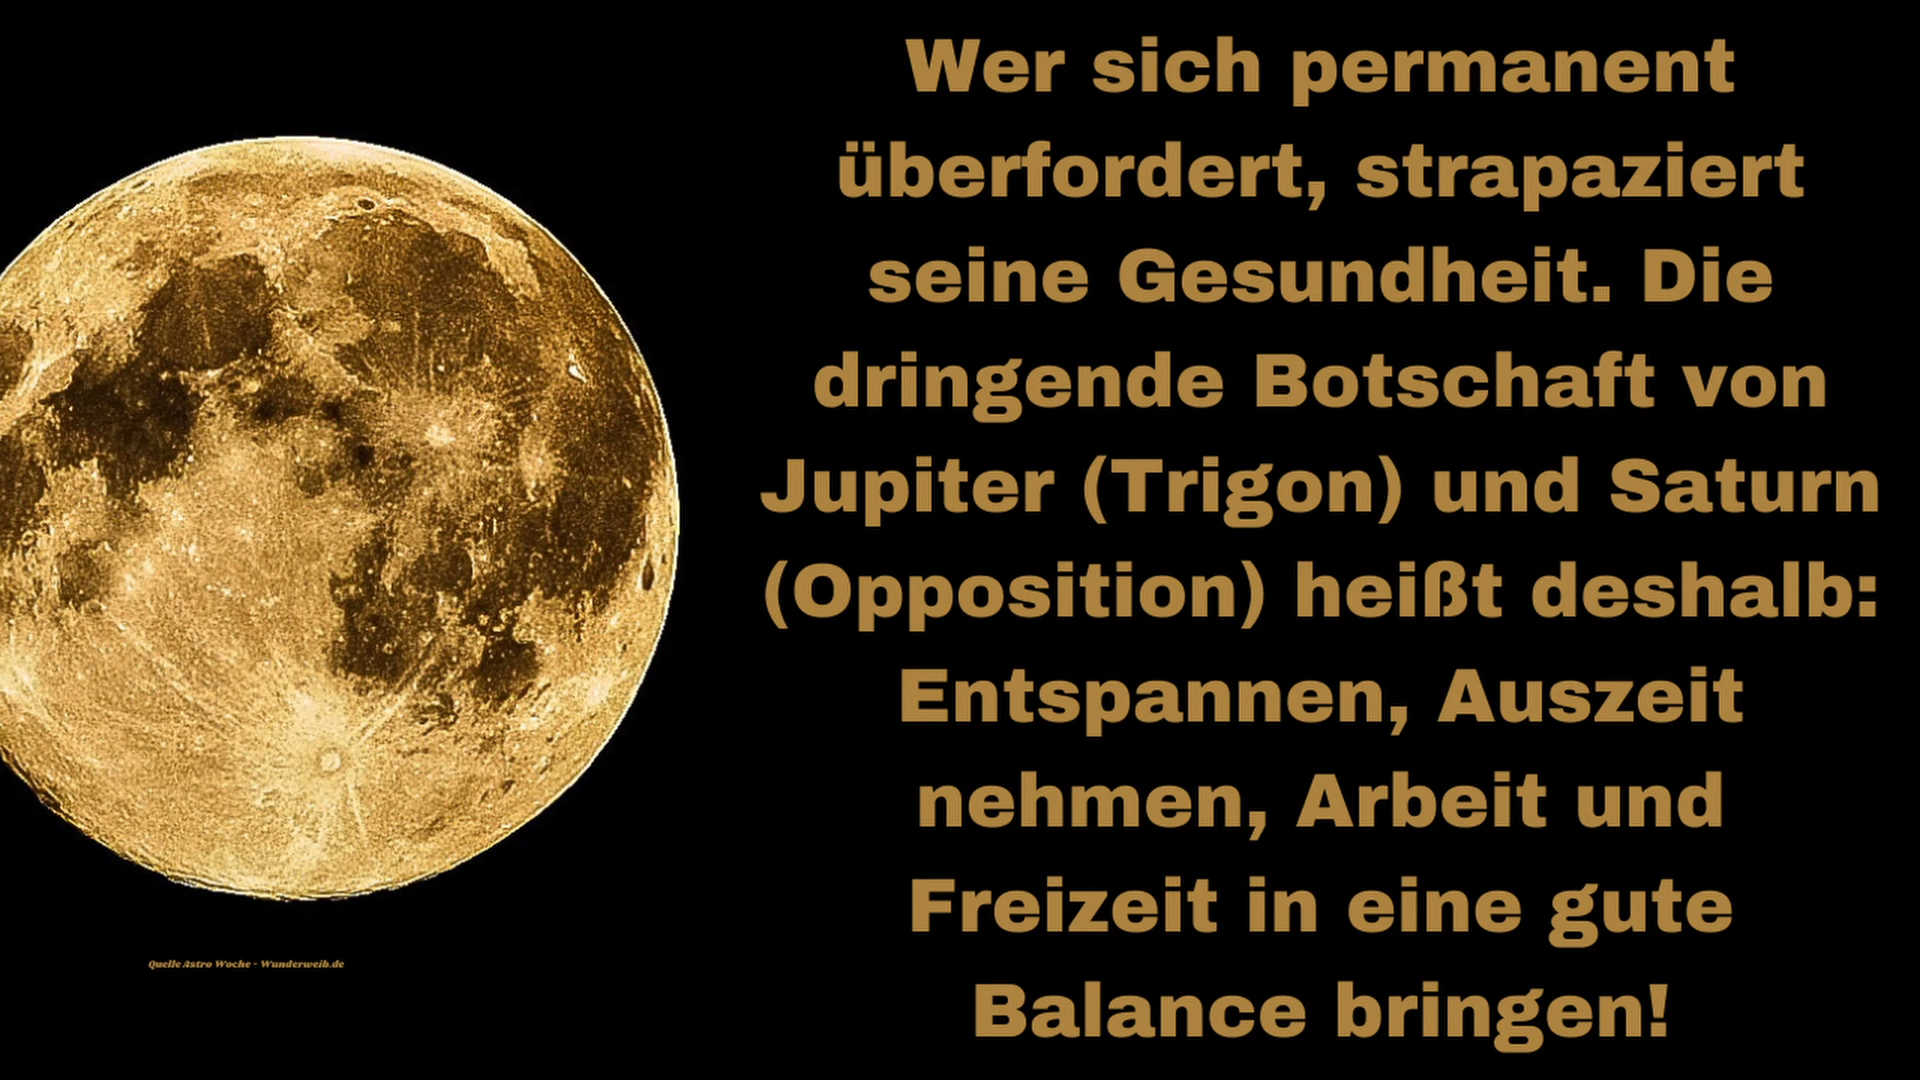 Wer sich permanent
überfordert, strapaziert
seine Gesundheit. Die
dringende Botschaft von
Jupiter (Trigon) und Saturn
(Opposition) heißt deshalb:
Entspannen, Auszeit
nehmen, Arbeit und
Freizeit in eine gute
Balance bringen!
Quelle Astro Woche - Wunderweib.de